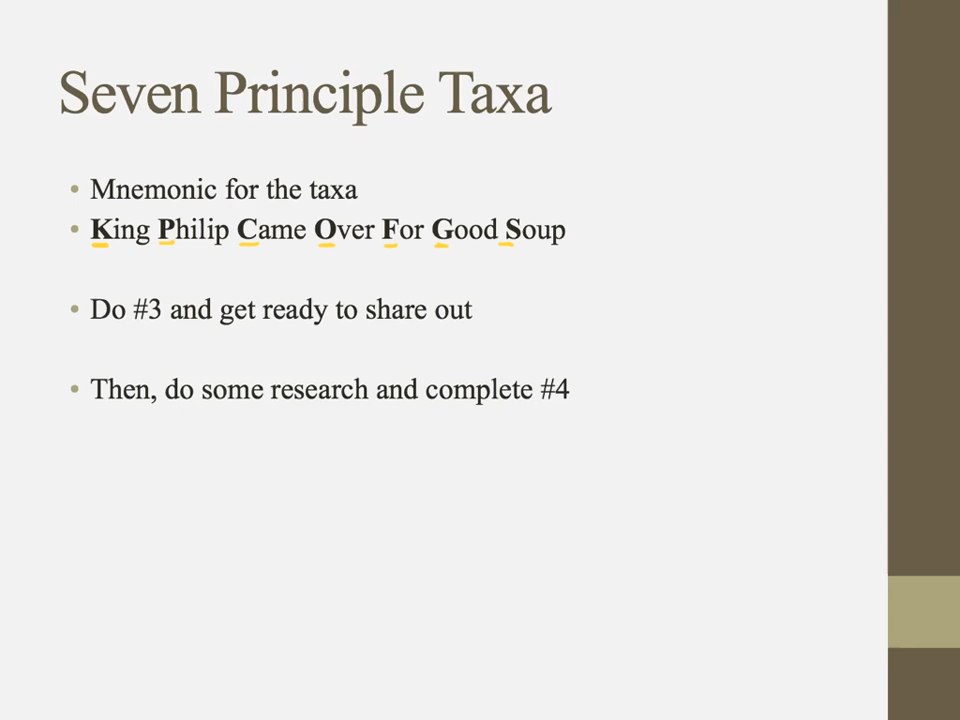 Seven Principle Taxa
• Mnemonic for the taxa
• King Philip Came Over For Good Soup
• Do #3 and get ready to share out
• Then, do some research and complete #4